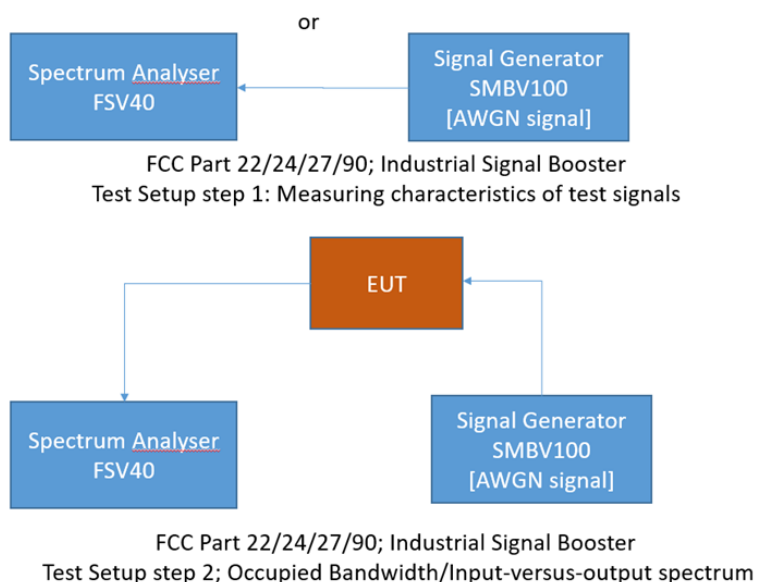 or
Spectrum Analyser
FSV40
Signal Generator
SMBV100
[AWGN signal]
FCC Part 22/24/27/90; Industrial Signal Booster
Test Setup step 1: Measuring characteristics of test signals
EUT
Spectrum Analyser
FSV40
Signal Generator
SMBV100
[AWGN signal]
FCC Part 22/24/27/90; Industrial Signal Booster
Test Setup step 2; Occupied Bandwidth/Input-versus-output spectrum